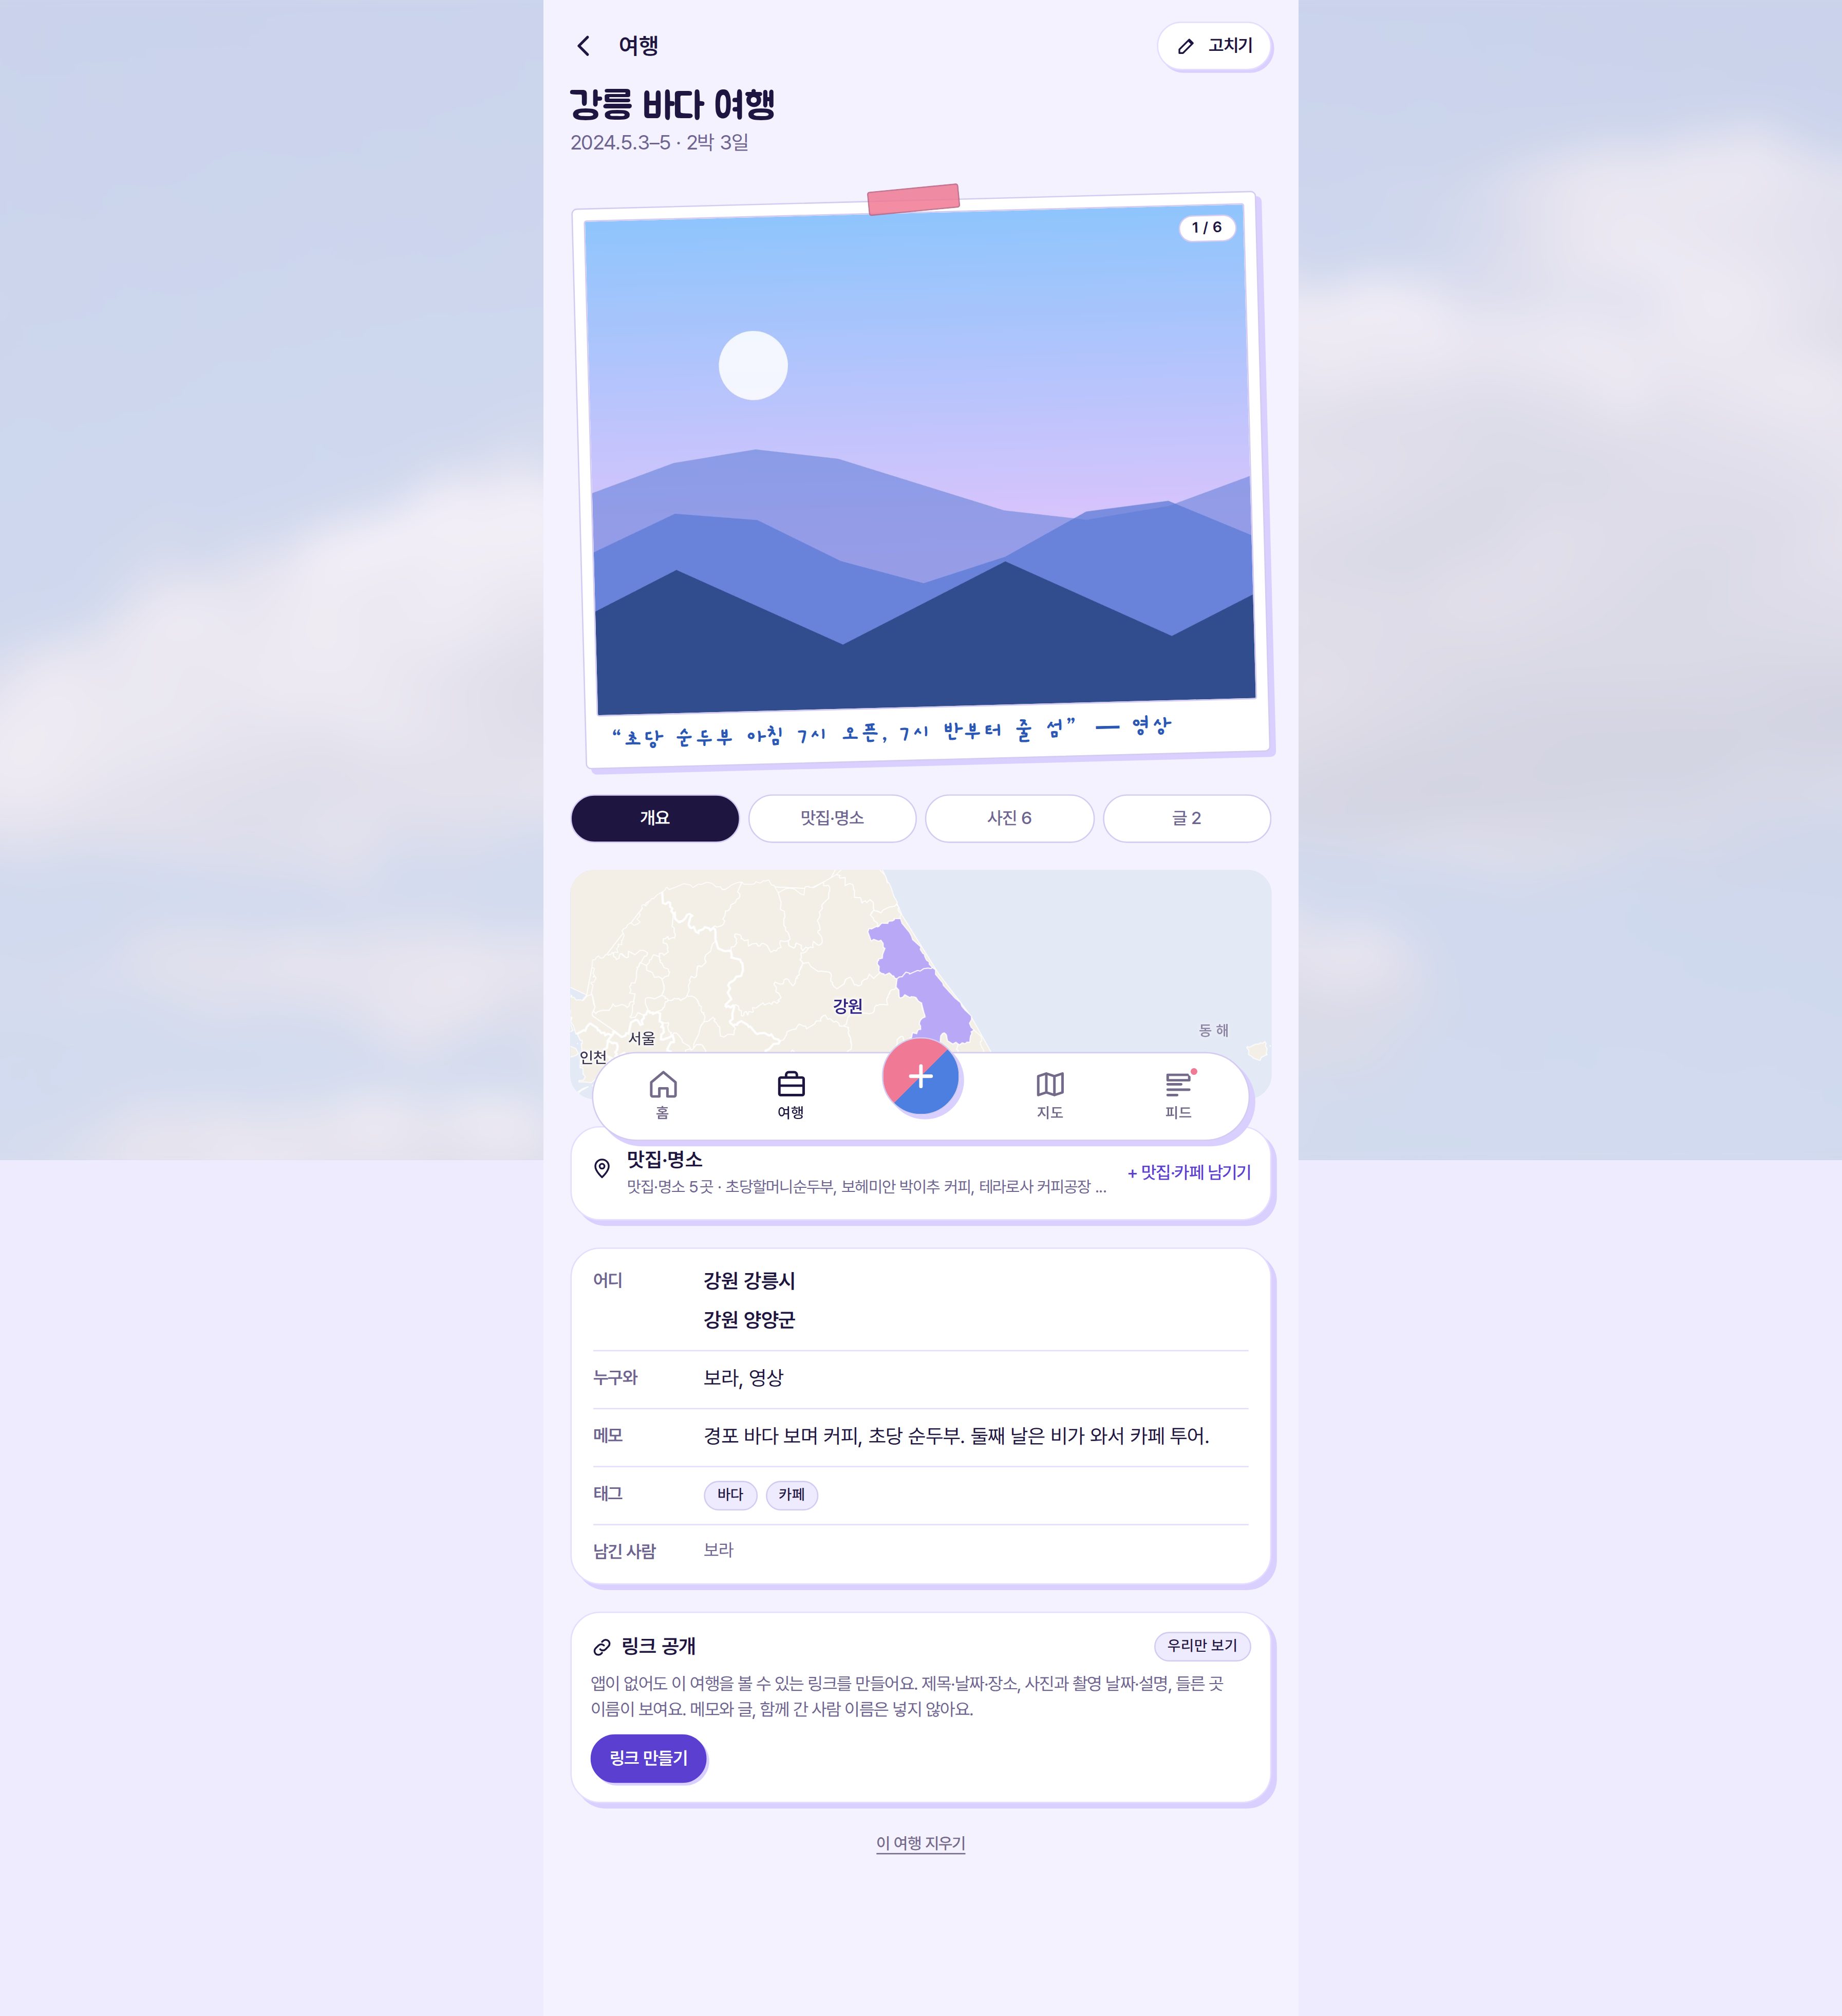 여행
고치기
강릉 바다 여행
2024.5.3–5 · 2박 3일
1 / 6
“초당 순두부 아침 7시 오픈, 7시 반부터 줄 섬” — 영상
개요
맛집·명소
사진 6
글 2
강원
동 해
서울
인천
홈
여행
지도
피드
맛집·명소
맛집·명소 5곳 · 초당할머니순두부, 보헤미안 박이추 커피, 테라로사 커피공장 ...
+ 맛집·카페 남기기
어디
강원 강릉시
강원 양양군
누구와
보라, 영상
메모
경포 바다 보며 커피, 초당 순두부. 둘째 날은 비가 와서 카페 투어.
태그
바다
카페
남긴 사람
보라
링크 공개
우리만 보기
앱이 없어도 이 여행을 볼 수 있는 링크를 만들어요. 제목·날짜·장소, 사진과 촬영 날짜·설명, 들른 곳
이름이 보여요. 메모와 글, 함께 간 사람 이름은 넣지 않아요.
링크 만들기
이 여행 지우기